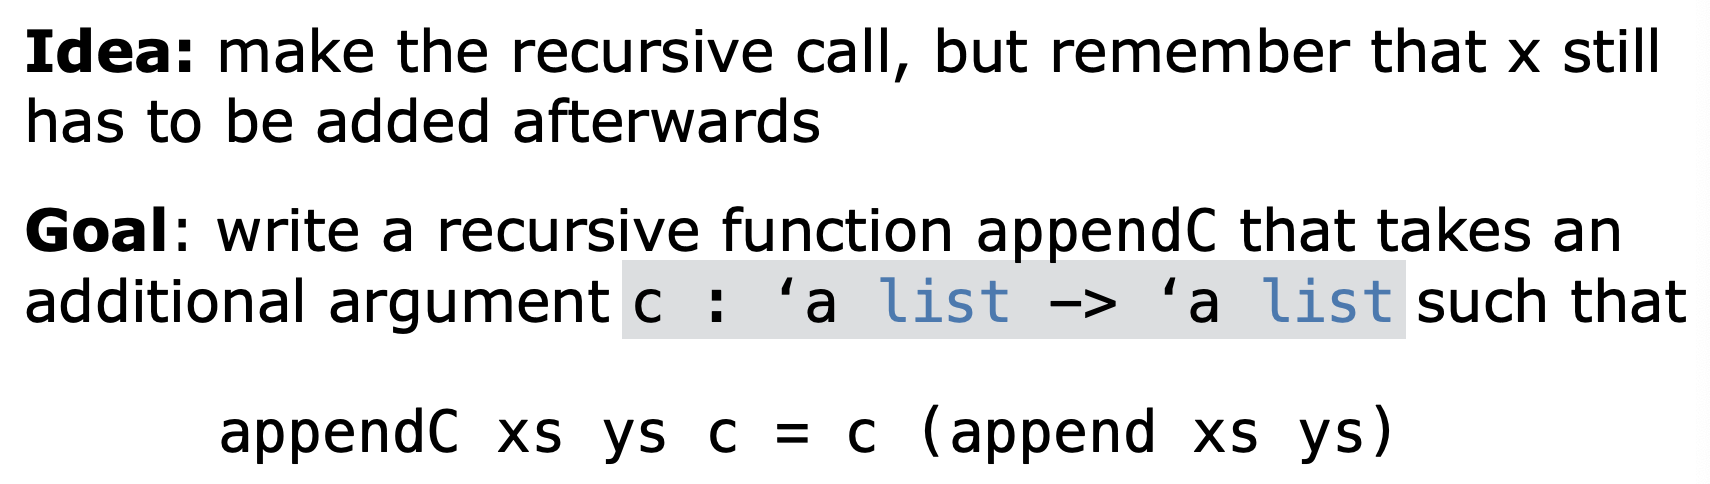 Idea: make the recursive call, but remember that x still
has to be added afterwards
Goal: write a recursive function appendC that takes an
additional argument c : ‘a list -> ‘a list such that
appendC xs ys c = c (append xs ys)